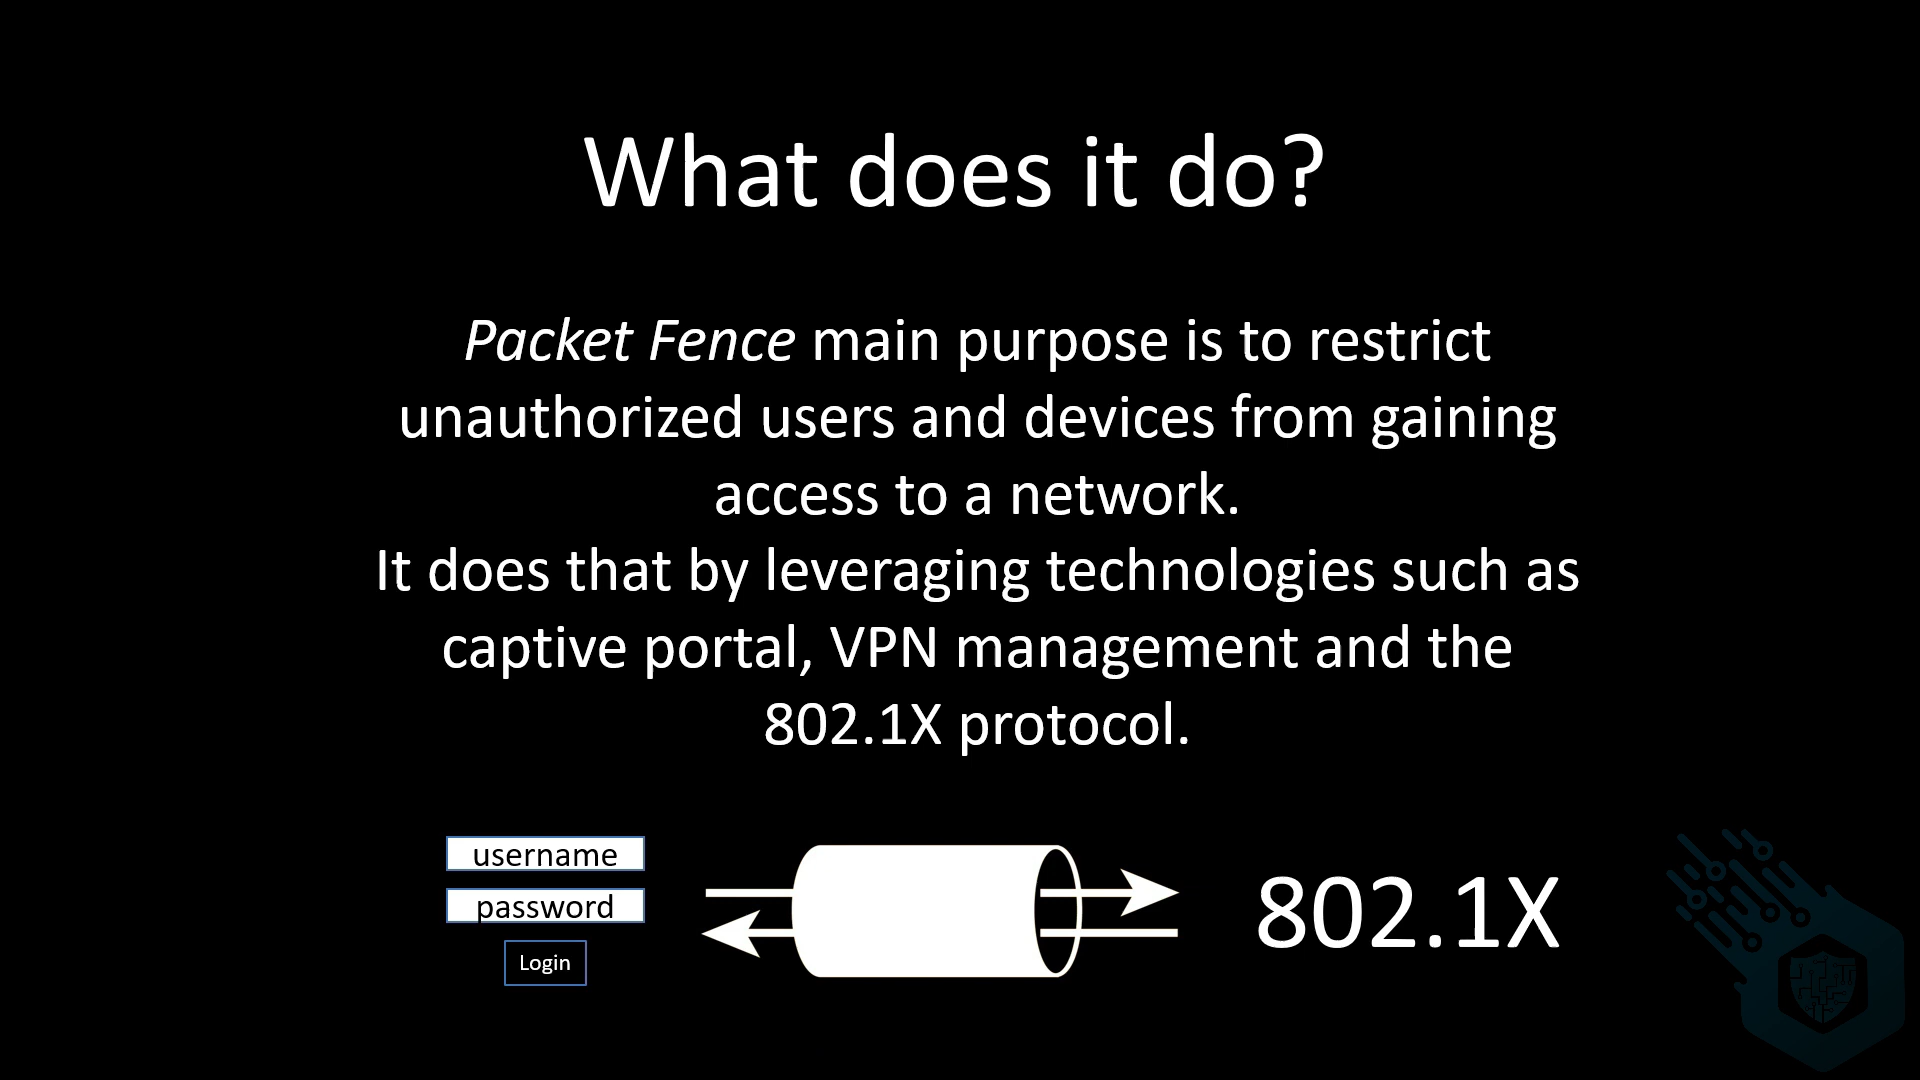 What does it do?
Packet Fence main purpose is to restrict
unauthorized users and devices from gaining
access to a network.
It does that by leveraging technologies such as
captive portal, VPN management and the
802.1X protocol.
username
password
Login
802.1X